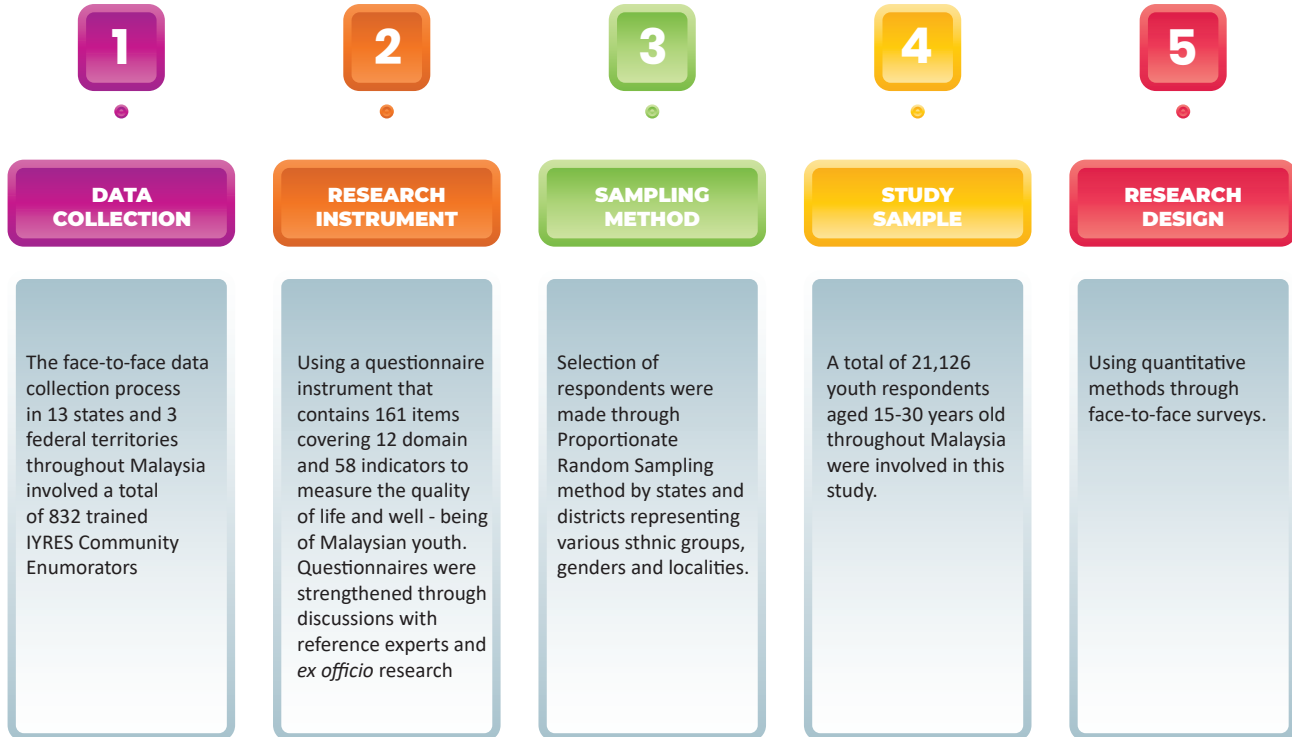 1
DATA
COLLECTION
The face-to-face data
collection process
in 13 states and 3
federal territories
throughout Malaysia
involved a total
of 832 trained
IYRES Community
Enumorators
2
RESEARCH
INSTRUMENT
Using a questionnaire
instrument that
contains 161 items
covering 12 domain
and 58 indicators to
measure the quality
of life and well - being
of Malaysian youth.
Questionnaires were
strengthened through
discussions with
reference experts and
ex officio research
3
SAMPLING
METHOD
Selection of
respondents were
made through
Proportionate
Random Sampling
method by states and
districts representing
various sthnic groups,
genders and localities.
4
STUDY
SAMPLE
A total of 21,126
youth respondents
aged 15-30 years old
throughout Malaysia
were involved in this
study.
5
RESEARCH
DESIGN
Using quantitative
methods through
face-to-face surveys.